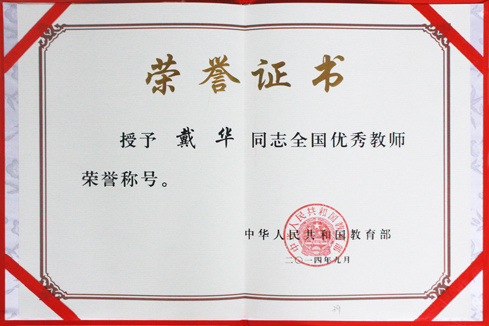 荣誉证书
授予 戴华 同志全国优秀教师
荣誉称号。
中华人民共和国教育部
二〇一四年九月